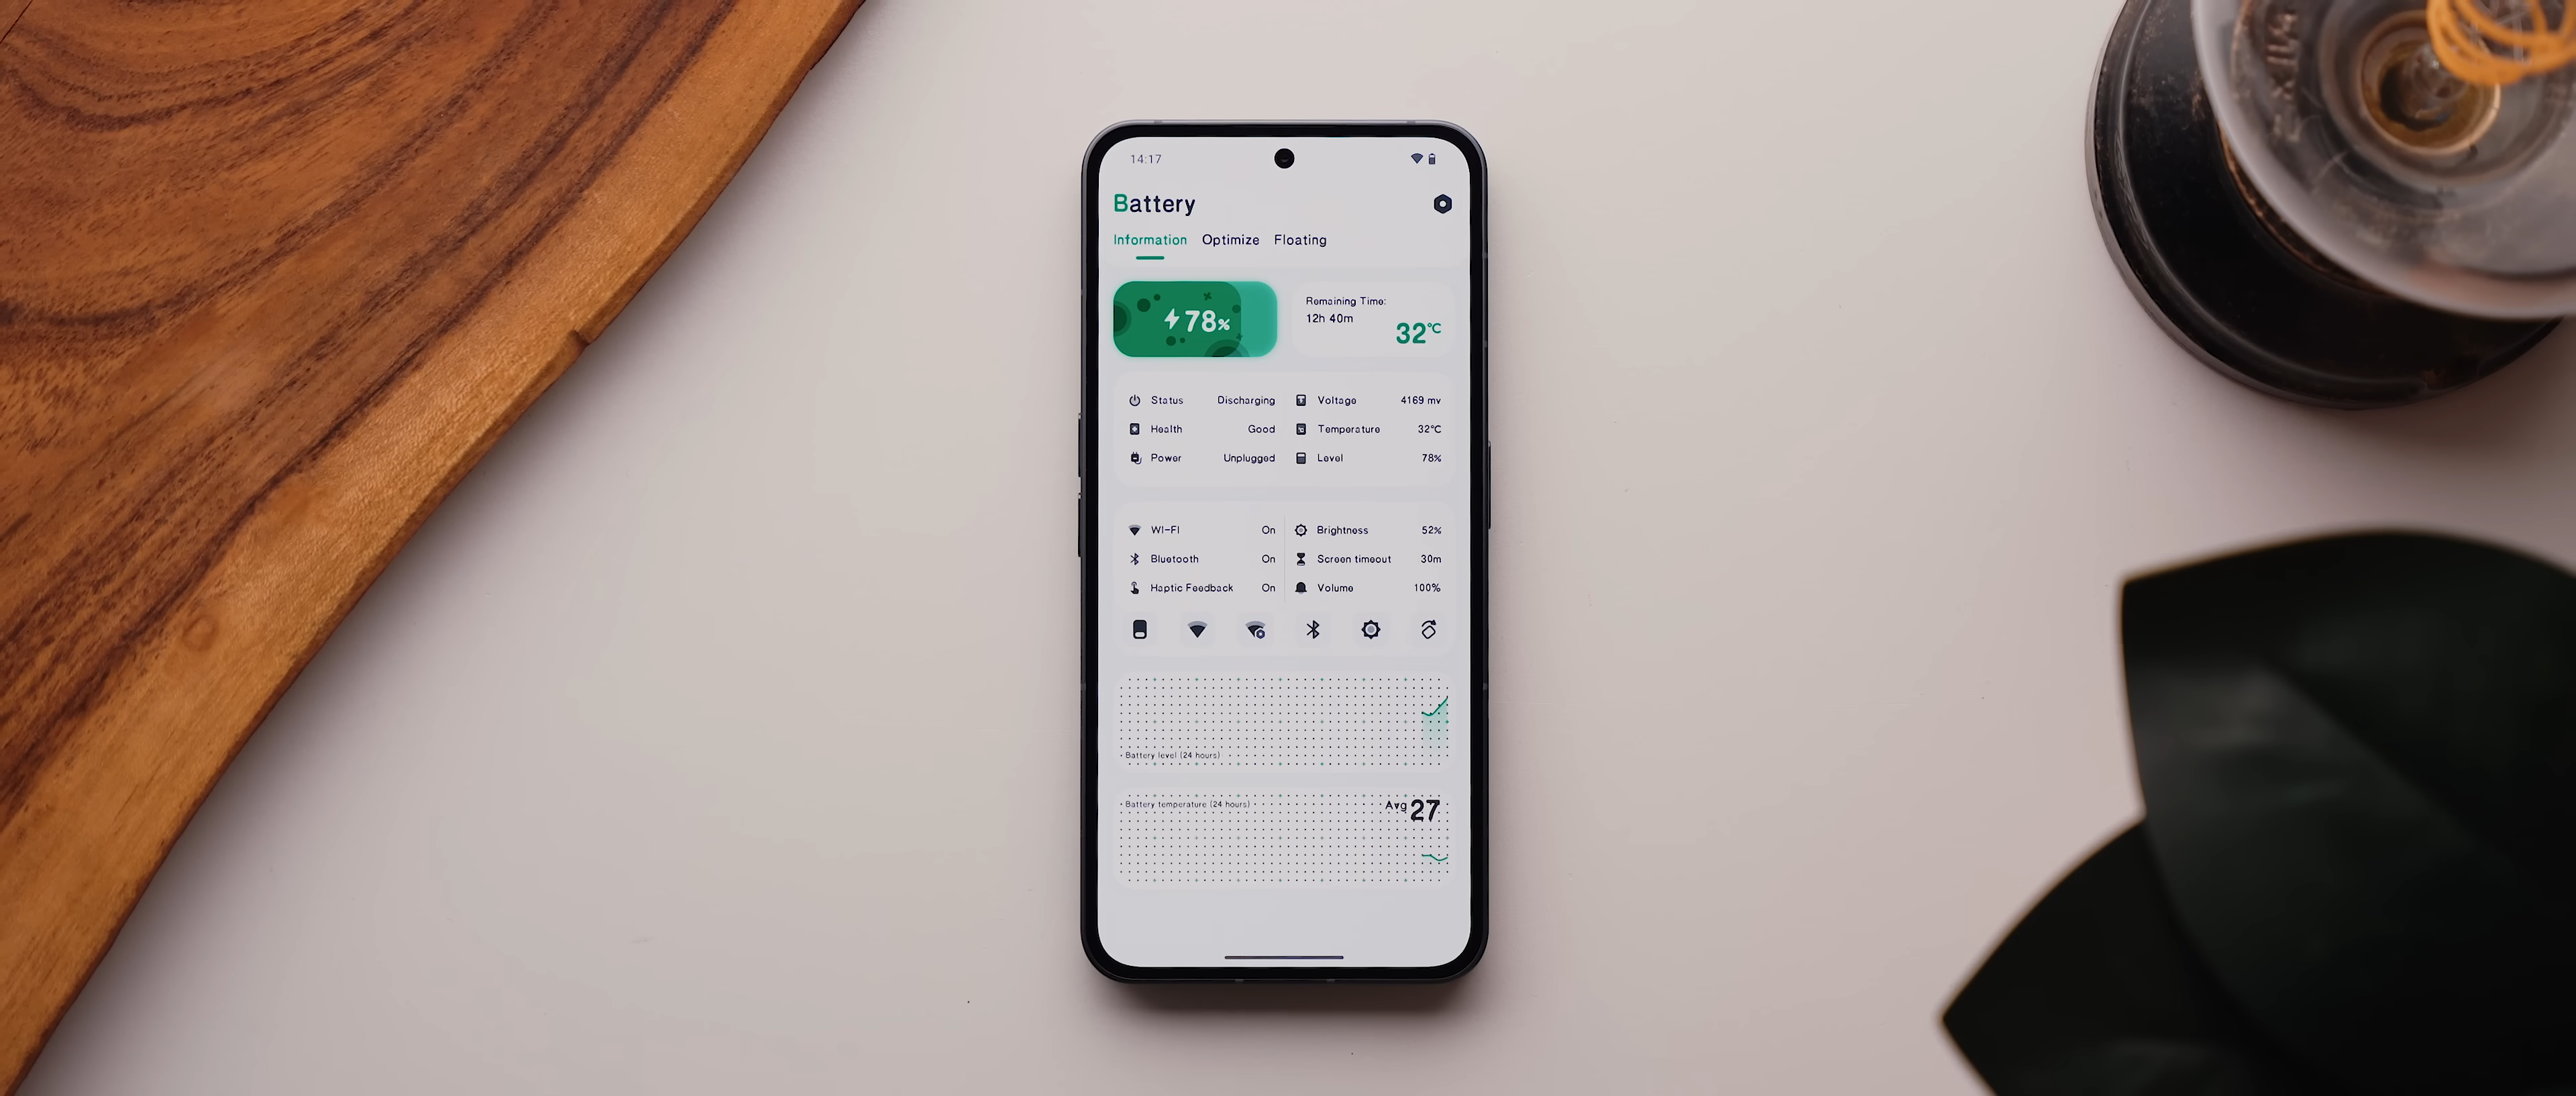 14:17
Battery
Information Optimize Floating
78%
Remaining Time:
12h 40m
32°C
Status Discharging
Voltage 4169 mv
Health Good
Temperature 32°C
Power Unplugged
Level 78%
WI-FI On
Brightness 52%
Bluetooth On
Screen timeout 30m
Haptic Feedback On
Volume 100%
Battery level (24 hours)
Battery temperature (24 hours)
Avg 27